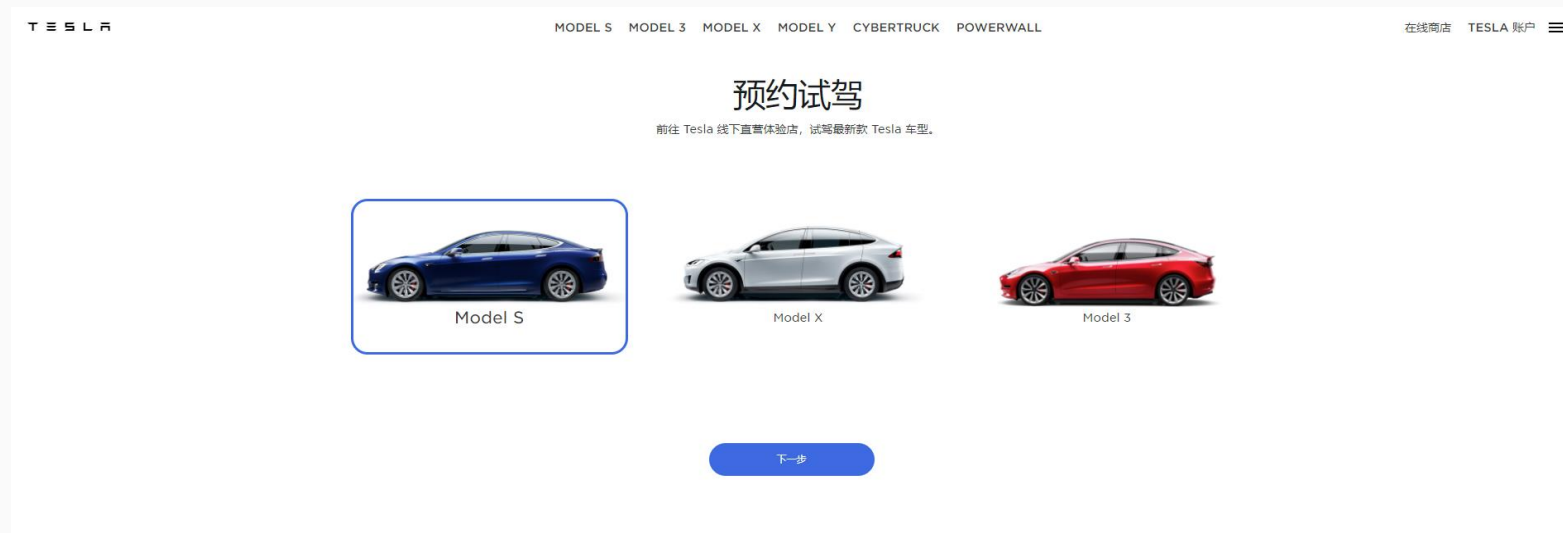 TESLA
MODEL S MODEL 3 MODEL X MODEL Y CYBERTRUCK POWERWALL
在线商店 TESLA 账户
预约试驾
前往 Tesla 线下直营体验店，试驾最新款 Tesla 车型。
Model S
Model X
Model 3
下一步